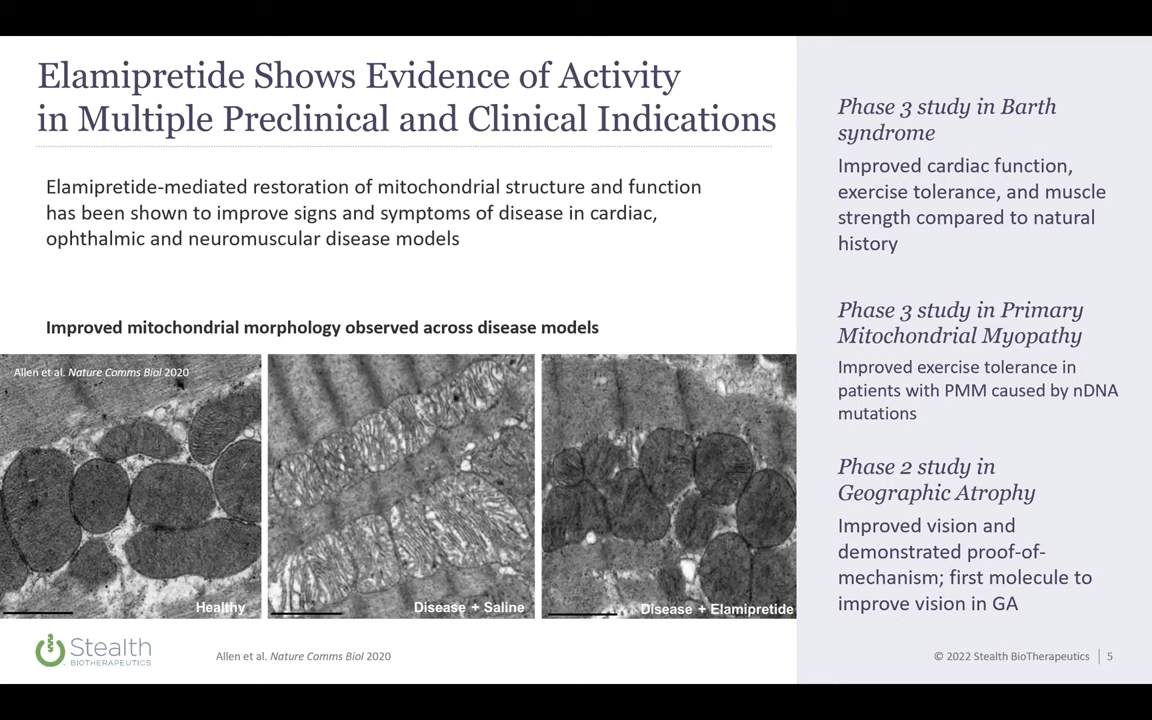 Elamipretide Shows Evidence of Activity
in Multiple Preclinical and Clinical Indications
Elamipretide-mediated restoration of mitochondrial structure and function
has been shown to improve signs and symptoms of disease in cardiac,
ophthalmic and neuromuscular disease models
Improved mitochondrial morphology observed across disease models
Allen et al. Nature Comms Biol 2020
Healthy
Disease + Saline
Disease + Elamipretide
Phase 3 study in Barth
syndrome
Improved cardiac function,
exercise tolerance, and muscle
strength compared to natural
history
Phase 3 study in Primary
Mitochondrial Myopathy
Improved exercise tolerance in
patients with PMM caused by nDNA
mutations
Phase 2 study in
Geographic Atrophy
Improved vision and
demonstrated proof-of-
mechanism; first molecule to
improve vision in GA
Stealth
BIOTHERAPEUTICS
Allen et al. Nature Comms Biol 2020
© 2022 Stealth BioTherapeutics | 5